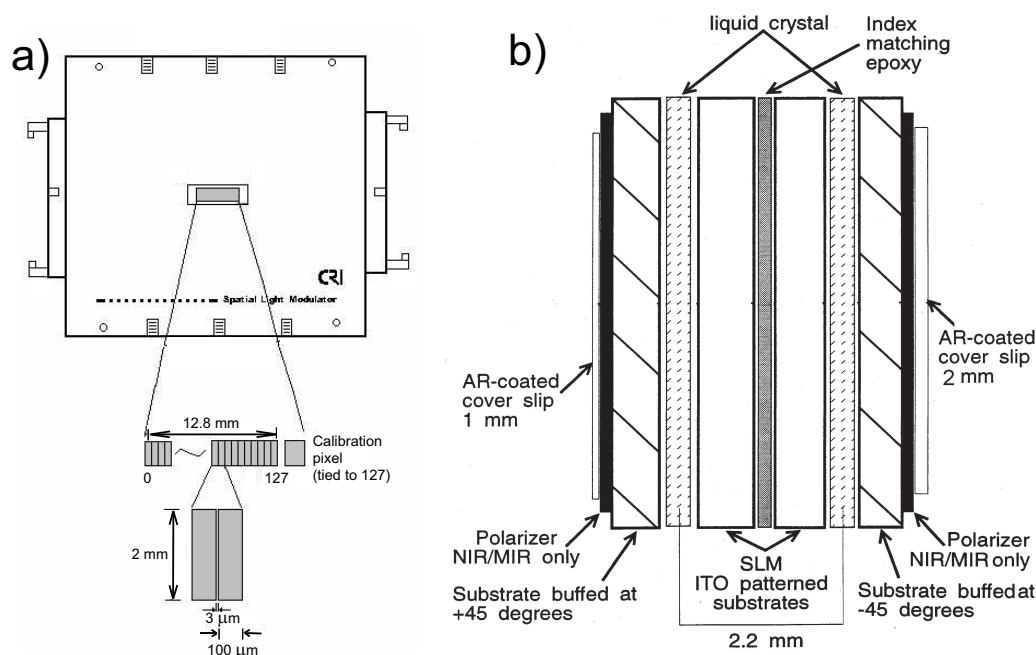 a)
CRI
Spatial Light Modulator
12.8 mm
0
127
Calibration
pixel
(tied to 127)
2 mm
3 µm
100 µm
b)
liquid crystal
Index
matching
epoxy
AR-coated
cover slip
1 mm
AR-coated
cover slip
2 mm
Polarizer
NIR/MIR only
Substrate buffed at
+45 degrees
SLM
ITO patterned
substrates
Polarizer
NIR/MIR only
Substrate buffed at
-45 degrees
2.2 mm